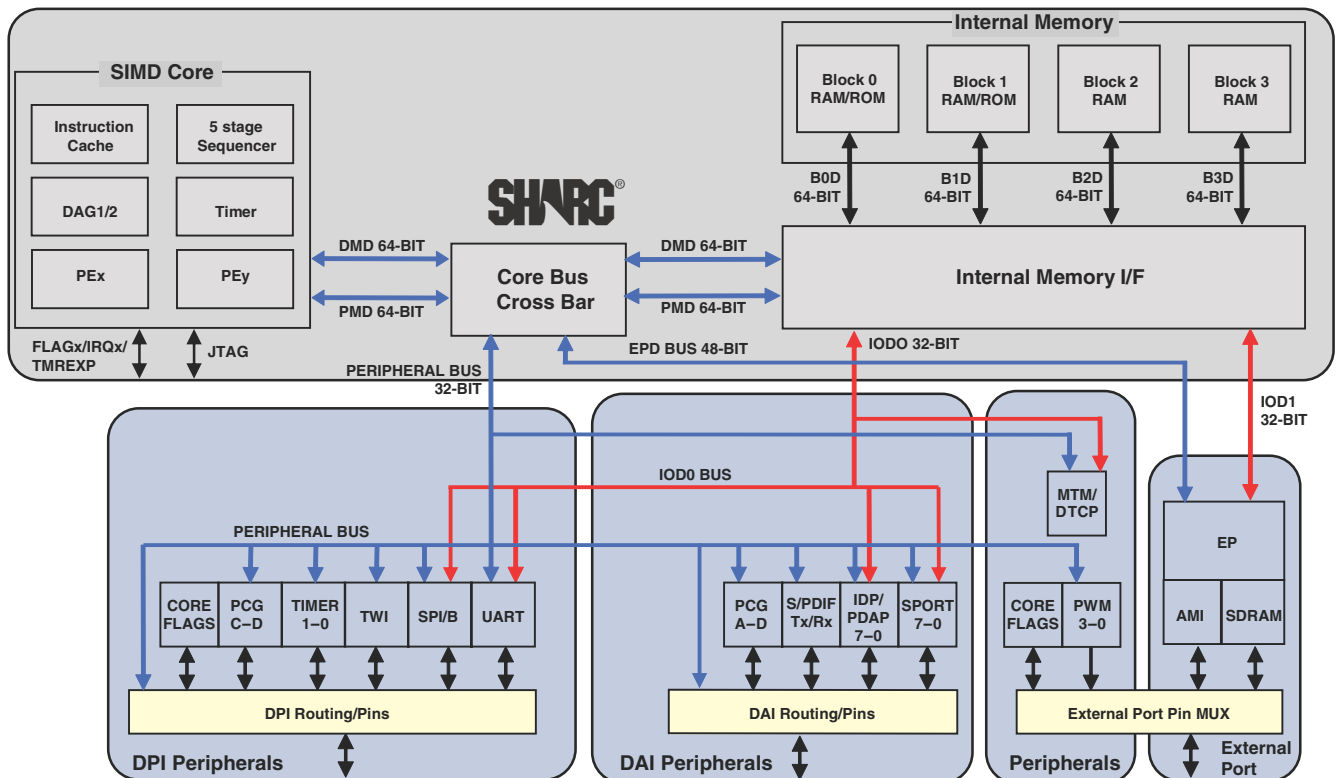 Internal Memory
SIMD Core
Block 0
RAM/ROM
Block 1
RAM/ROM
Block 2
RAM
Block 3
RAM
Instruction
Cache
5 stage
Sequencer
DAG1/2
Timer
PEx
PEy
SHARC®
B0D
64-BIT
B1D
64-BIT
B2D
64-BIT
B3D
64-BIT
DMD 64-BIT
PMD 64-BIT
Core Bus
Cross Bar
DMD 64-BIT
PMD 64-BIT
Internal Memory I/F
FLAGx/IRQx/
TMREXP
JTAG
PERIPHERAL BUS
32-BIT
EPD BUS 48-BIT
IODO 32-BIT
IOD1
32-BIT
IOD0 BUS
PERIPHERAL BUS
MTM/
DTCP
EP
AMI
SDRAM
CORE
FLAGS
PCG
C–D
TIMER
1–0
TWI
SPI/B
UART
PCG
A–D
S/PDIF
Tx/Rx
IDP/
PDAP
7–0
SPORT
7–0
CORE
FLAGS
PWM
3–0
DPI Routing/Pins
DAI Routing/Pins
External Port Pin MUX
DPI Peripherals
DAI Peripherals
Peripherals
External
Port